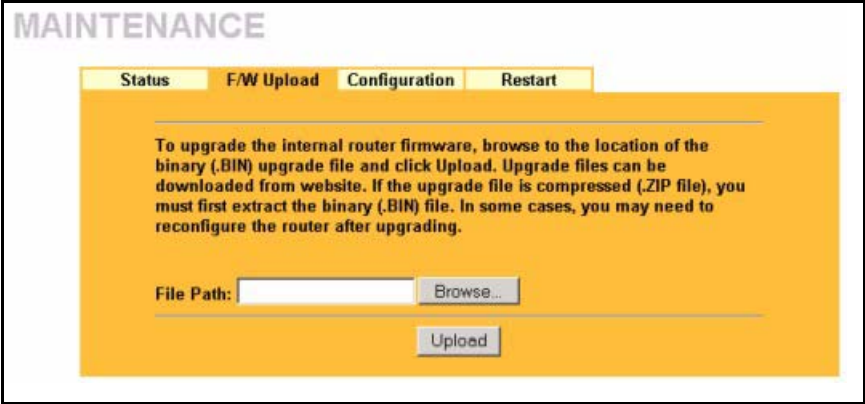 MAINTENANCE
Status F/W Upload Configuration Restart
To upgrade the internal router firmware, browse to the location of the
binary (.BIN) upgrade file and click Upload. Upgrade files can be
downloaded from website. If the upgrade file is compressed (.ZIP file), you
must first extract the binary (.BIN) file. In some cases, you may need to
reconfigure the router after upgrading.
File Path: Browse...
Upload